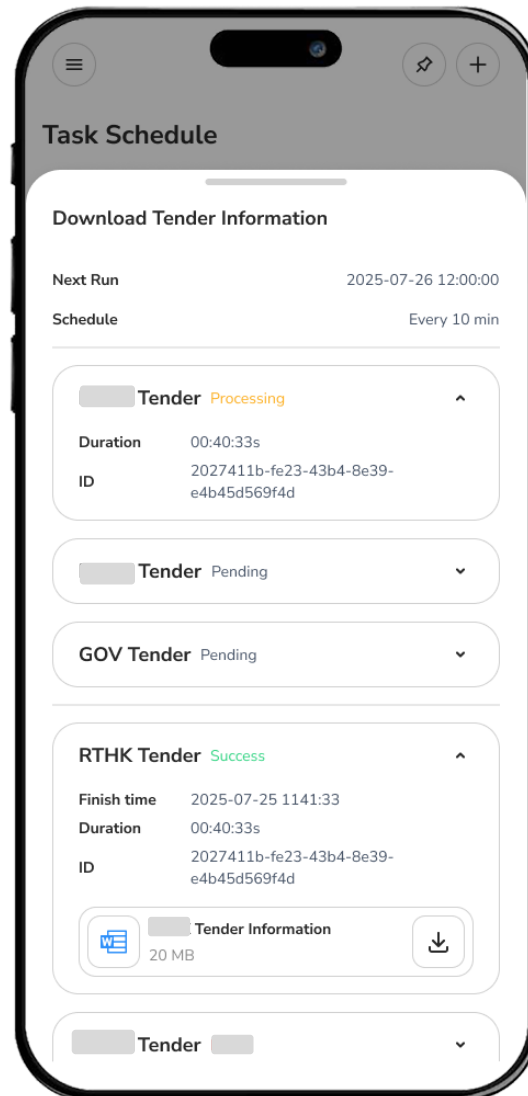 Task Schedule
Download Tender Information
Next Run 2025-07-26 12:00:00
Schedule Every 10 min
Tender Processing
Duration 00:40:33s
ID 2027411b-fe23-43b4-8e39-
e4b45d569f4d
Tender Pending
GOV Tender Pending
RTHK Tender Success
Finish time 2025-07-25 1141:33
Duration 00:40:33s
ID 2027411b-fe23-43b4-8e39-
e4b45d569f4d
W Tender Information
20 MB
Tender